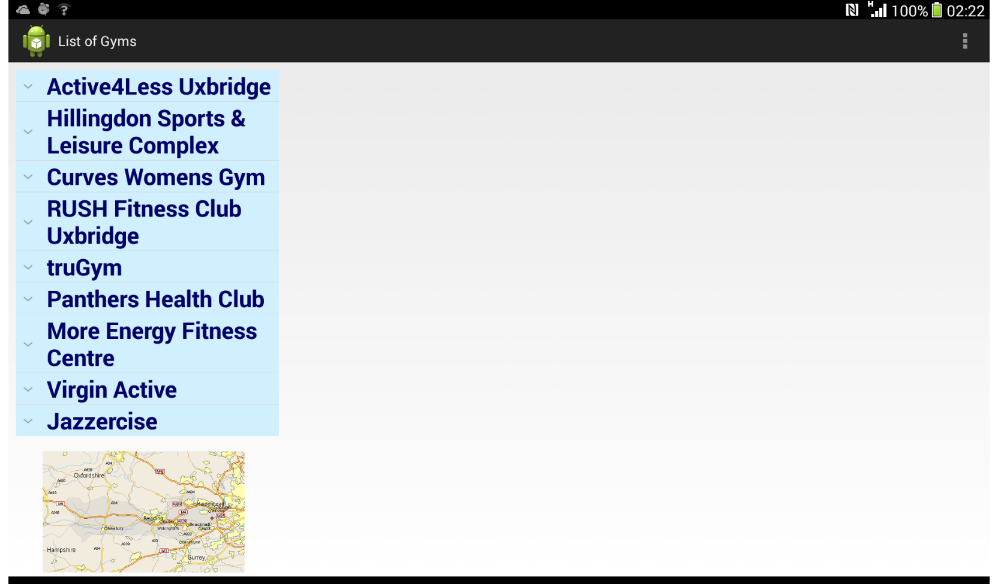 100% 02:22
List of Gyms
Active4Less Uxbridge
Hillingdon Sports &
Leisure Complex
Curves Womens Gym
RUSH Fitness Club
Uxbridge
truGym
Panthers Health Club
More Energy Fitness
Centre
Virgin Active
Jazzercise
Oxfordshire
Hampshire
Surrey